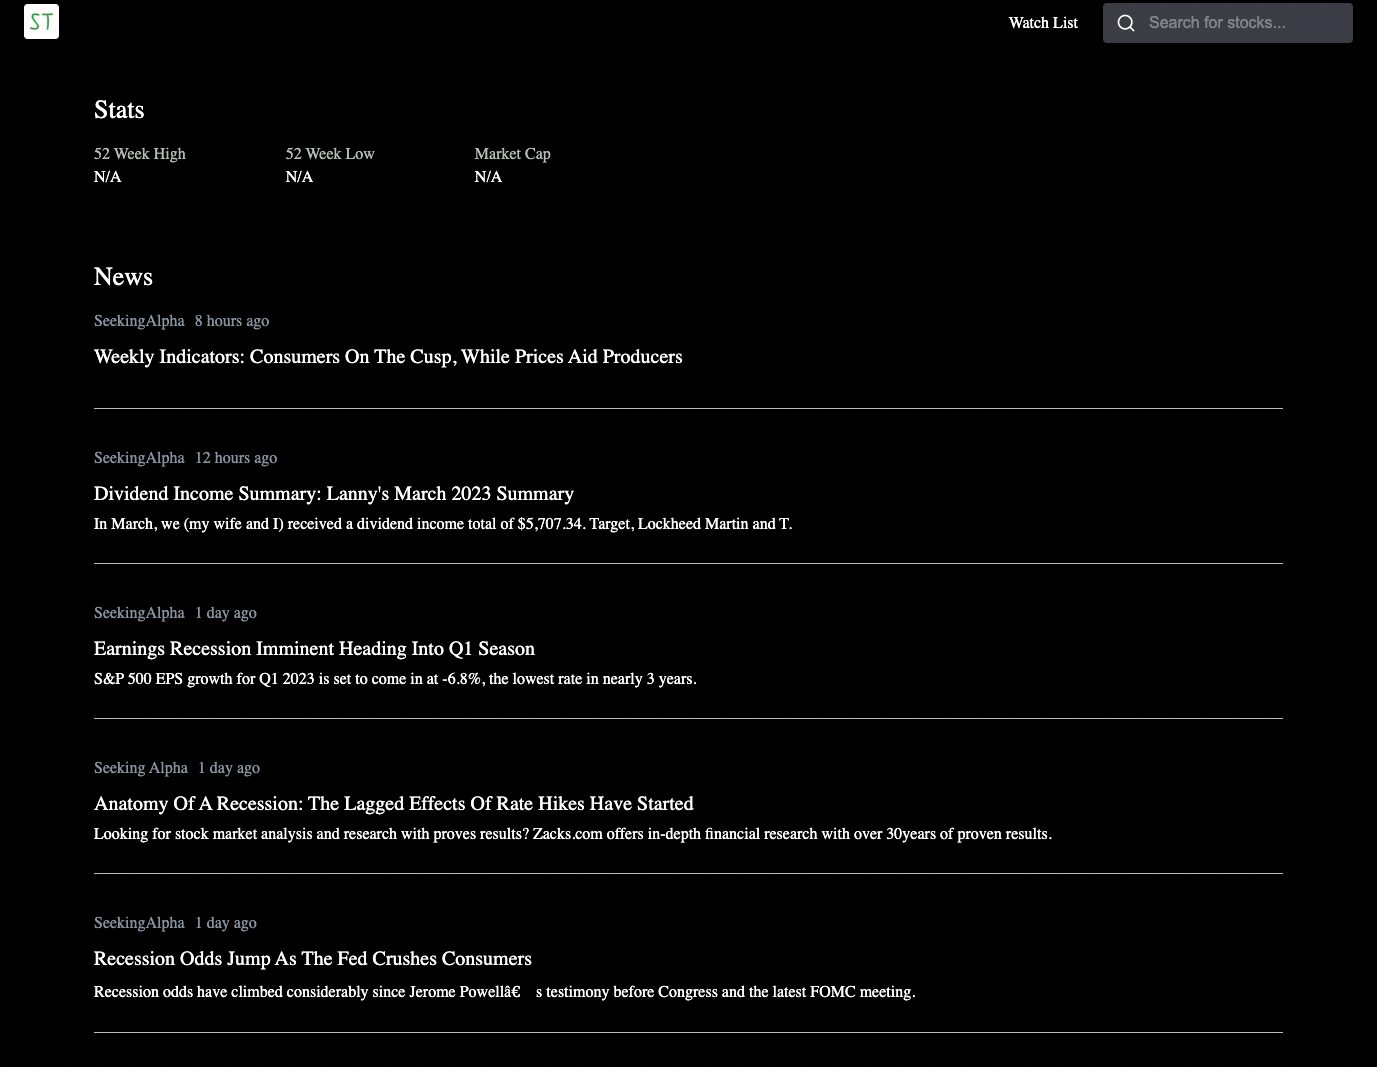 ST
Watch List
Search for stocks...
Stats
52 Week High 52 Week Low Market Cap
N/A N/A N/A
News
SeekingAlpha 8 hours ago
Weekly Indicators: Consumers On The Cusp, While Prices Aid Producers
SeekingAlpha 12 hours ago
Dividend Income Summary: Lanny's March 2023 Summary
In March, we (my wife and I) received a dividend income total of $5,707.34. Target, Lockheed Martin and T.
SeekingAlpha 1 day ago
Earnings Recession Imminent Heading Into Q1 Season
S&P 500 EPS growth for Q1 2023 is set to come in at -6.8%, the lowest rate in nearly 3 years.
Seeking Alpha 1 day ago
Anatomy Of A Recession: The Lagged Effects Of Rate Hikes Have Started
Looking for stock market analysis and research with proves results? Zacks.com offers in-depth financial research with over 30years of proven results.
SeekingAlpha 1 day ago
Recession Odds Jump As The Fed Crushes Consumers
Recession odds have climbed considerably since Jerome Powellâ€ s testimony before Congress and the latest FOMC meeting.